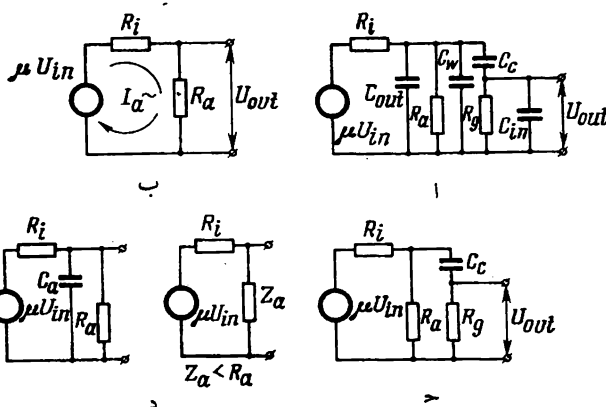 R_i
μU_in
I_a~
R_a
U_out
ب
R_i
μU_in
C_out
R_a
C_w
R_g
C_c
C_in
U_out
ا
R_i
C_a
μU_in
R_a
R_i
μU_in
Z_a
Z_a < R_a
R_i
μU_in
R_a
C_c
R_g
U_out